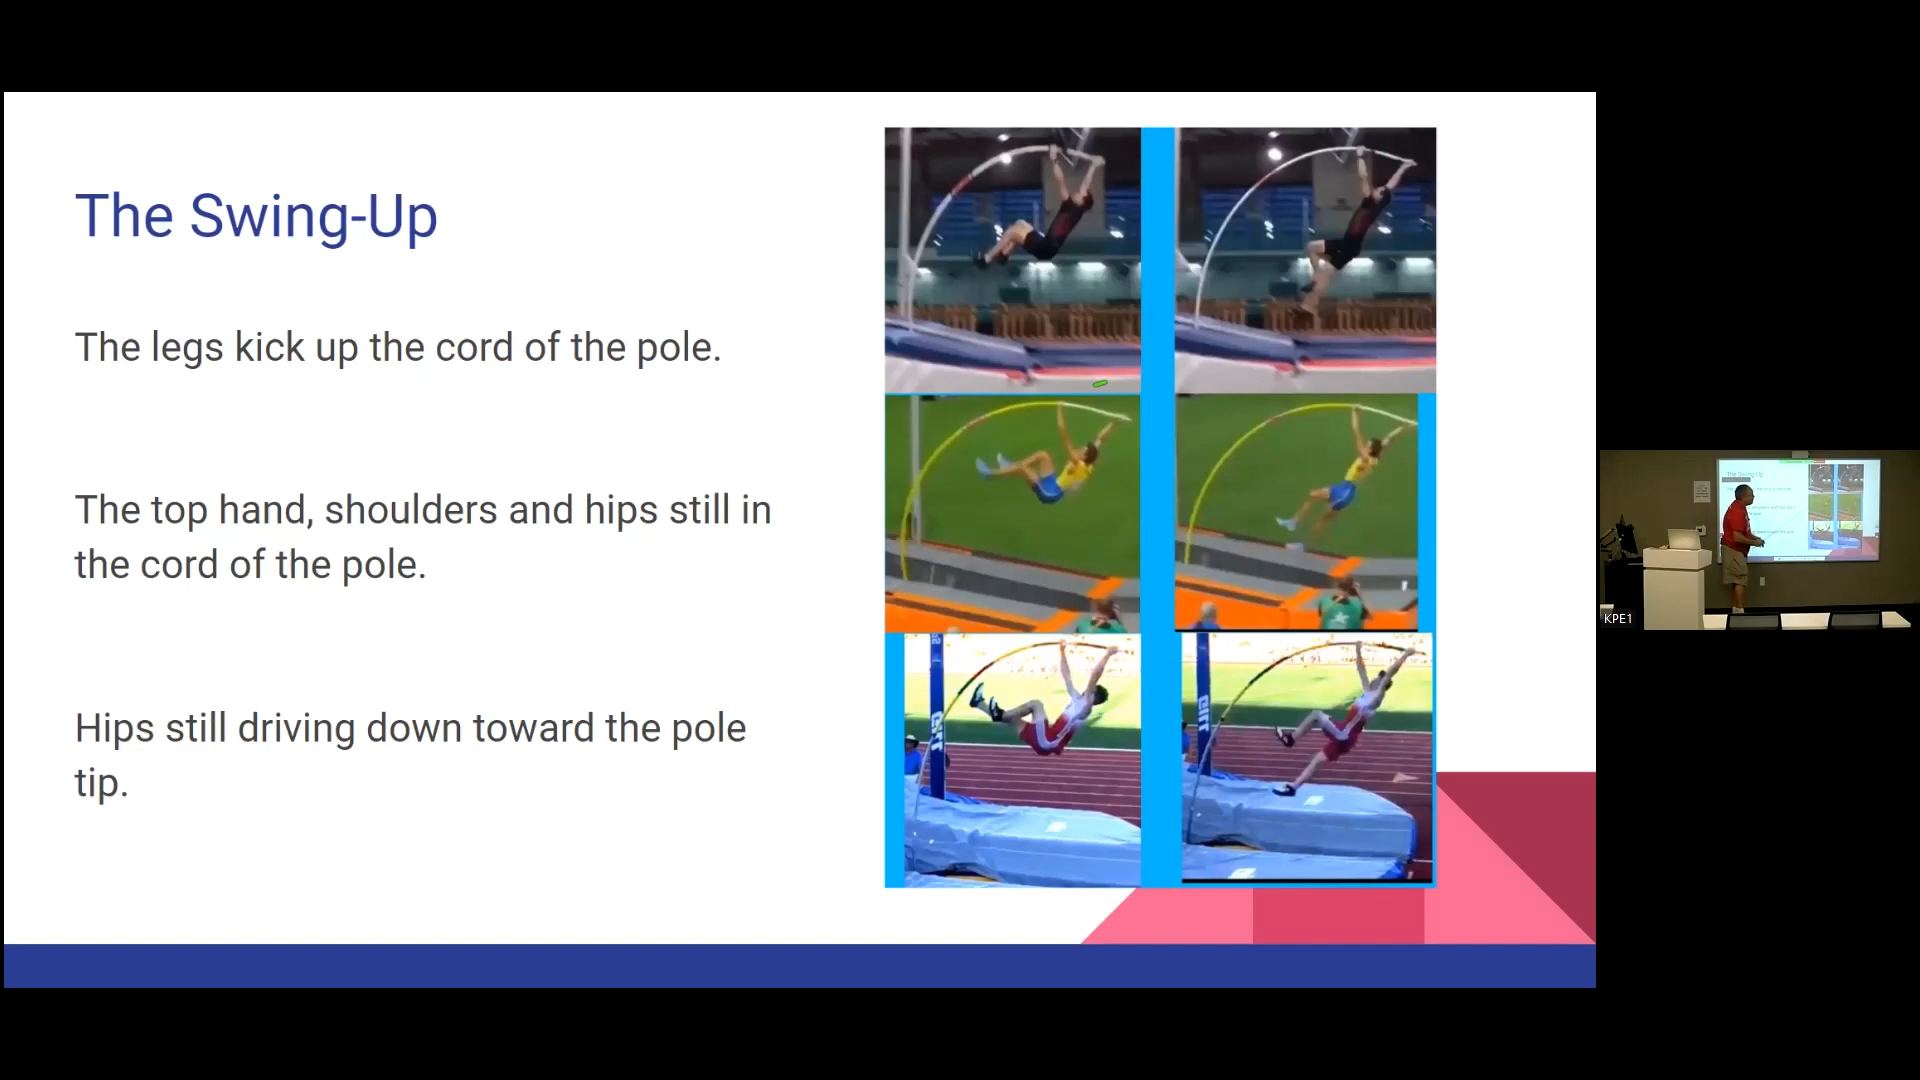 The Swing-Up
The legs kick up the cord of the pole.
The top hand, shoulders and hips still in
the cord of the pole.
Hips still driving down toward the pole
tip.
KPE1